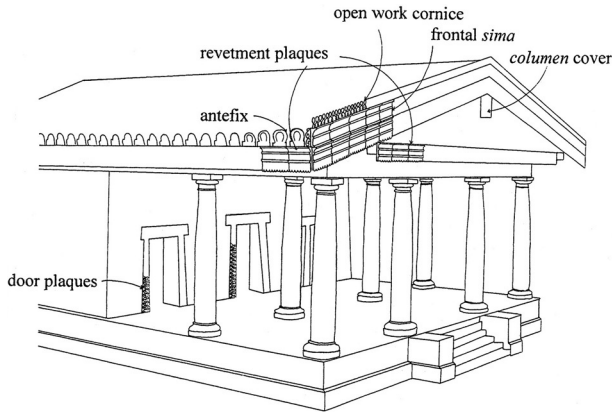 open work cornice
frontal sima
revetment plaques
columen cover
antefix
door plaques